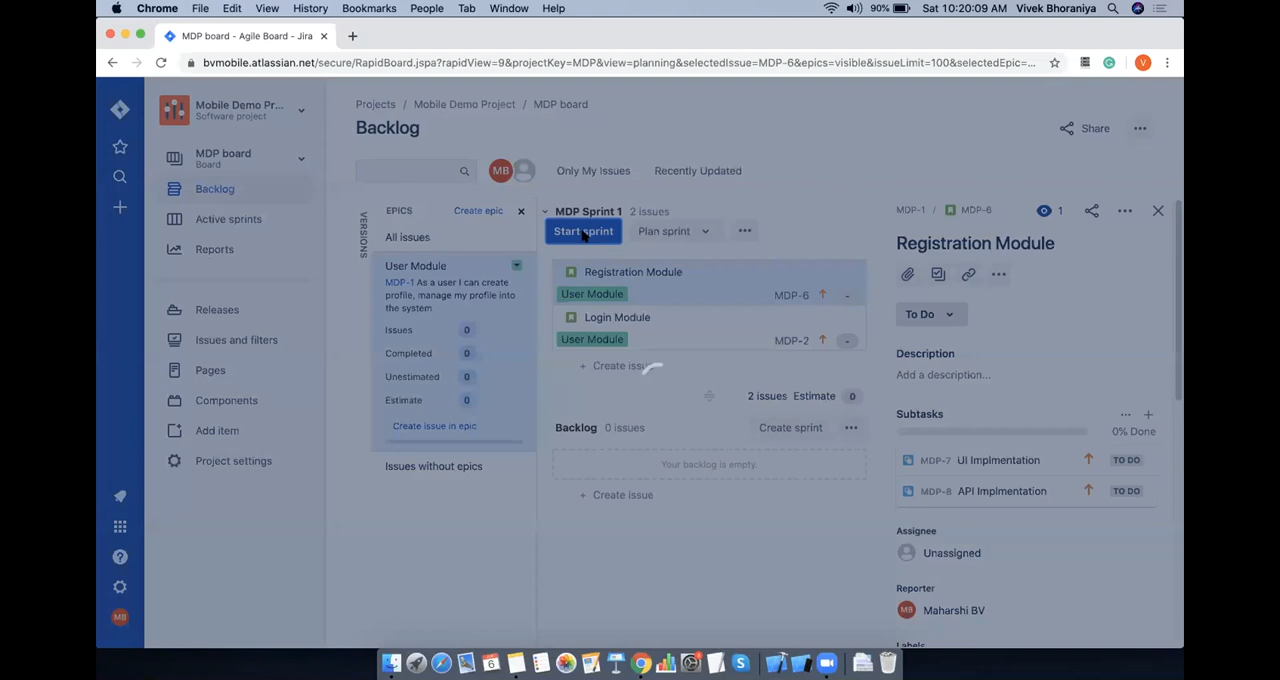 Chrome File Edit View History Bookmarks People Tab Window Help 90% Sat 10:20:09 AM Vivek Bhoraniya
MDP board - Agile Board - Jira
bvmobile.atlassian.net/secure/RapidBoard.jspa?rapidView=9&projectKey=MDP&view=planning&selectedIssue=MDP-6&epics=visible&issueLimit=100&selectedEpic=... V
Mobile Demo Pr...
Software project
MDP board
Board
Backlog
Active sprints
Reports
Releases
Issues and filters
Pages
Components
Add item
Project settings
MB
Projects / Mobile Demo Project / MDP board
Backlog
Share
MB Only My Issues Recently Updated
VERSIONS
EPICS Create epic
All issues
User Module
MDP-1 As a user I can create
profile, manage my profile into
the system
Issues 0
Completed 0
Unestimated 0
Estimate 0
Create issue in epic
Issues without epics
MDP Sprint 1 2 issues
Start sprint Plan sprint
Registration Module
User Module MDP-6 -
Login Module
User Module MDP-2 -
+ Create issue
2 issues Estimate 0
Backlog 0 issues Create sprint
Your backlog is empty.
+ Create issue
MDP-1 / MDP-6 1
Registration Module
To Do
Description
Add a description...
Subtasks
0% Done
MDP-7 UI Implmentation TO DO
MDP-8 API Implmentation TO DO
Assignee
Unassigned
Reporter
MB Maharshi BV
Labels
6